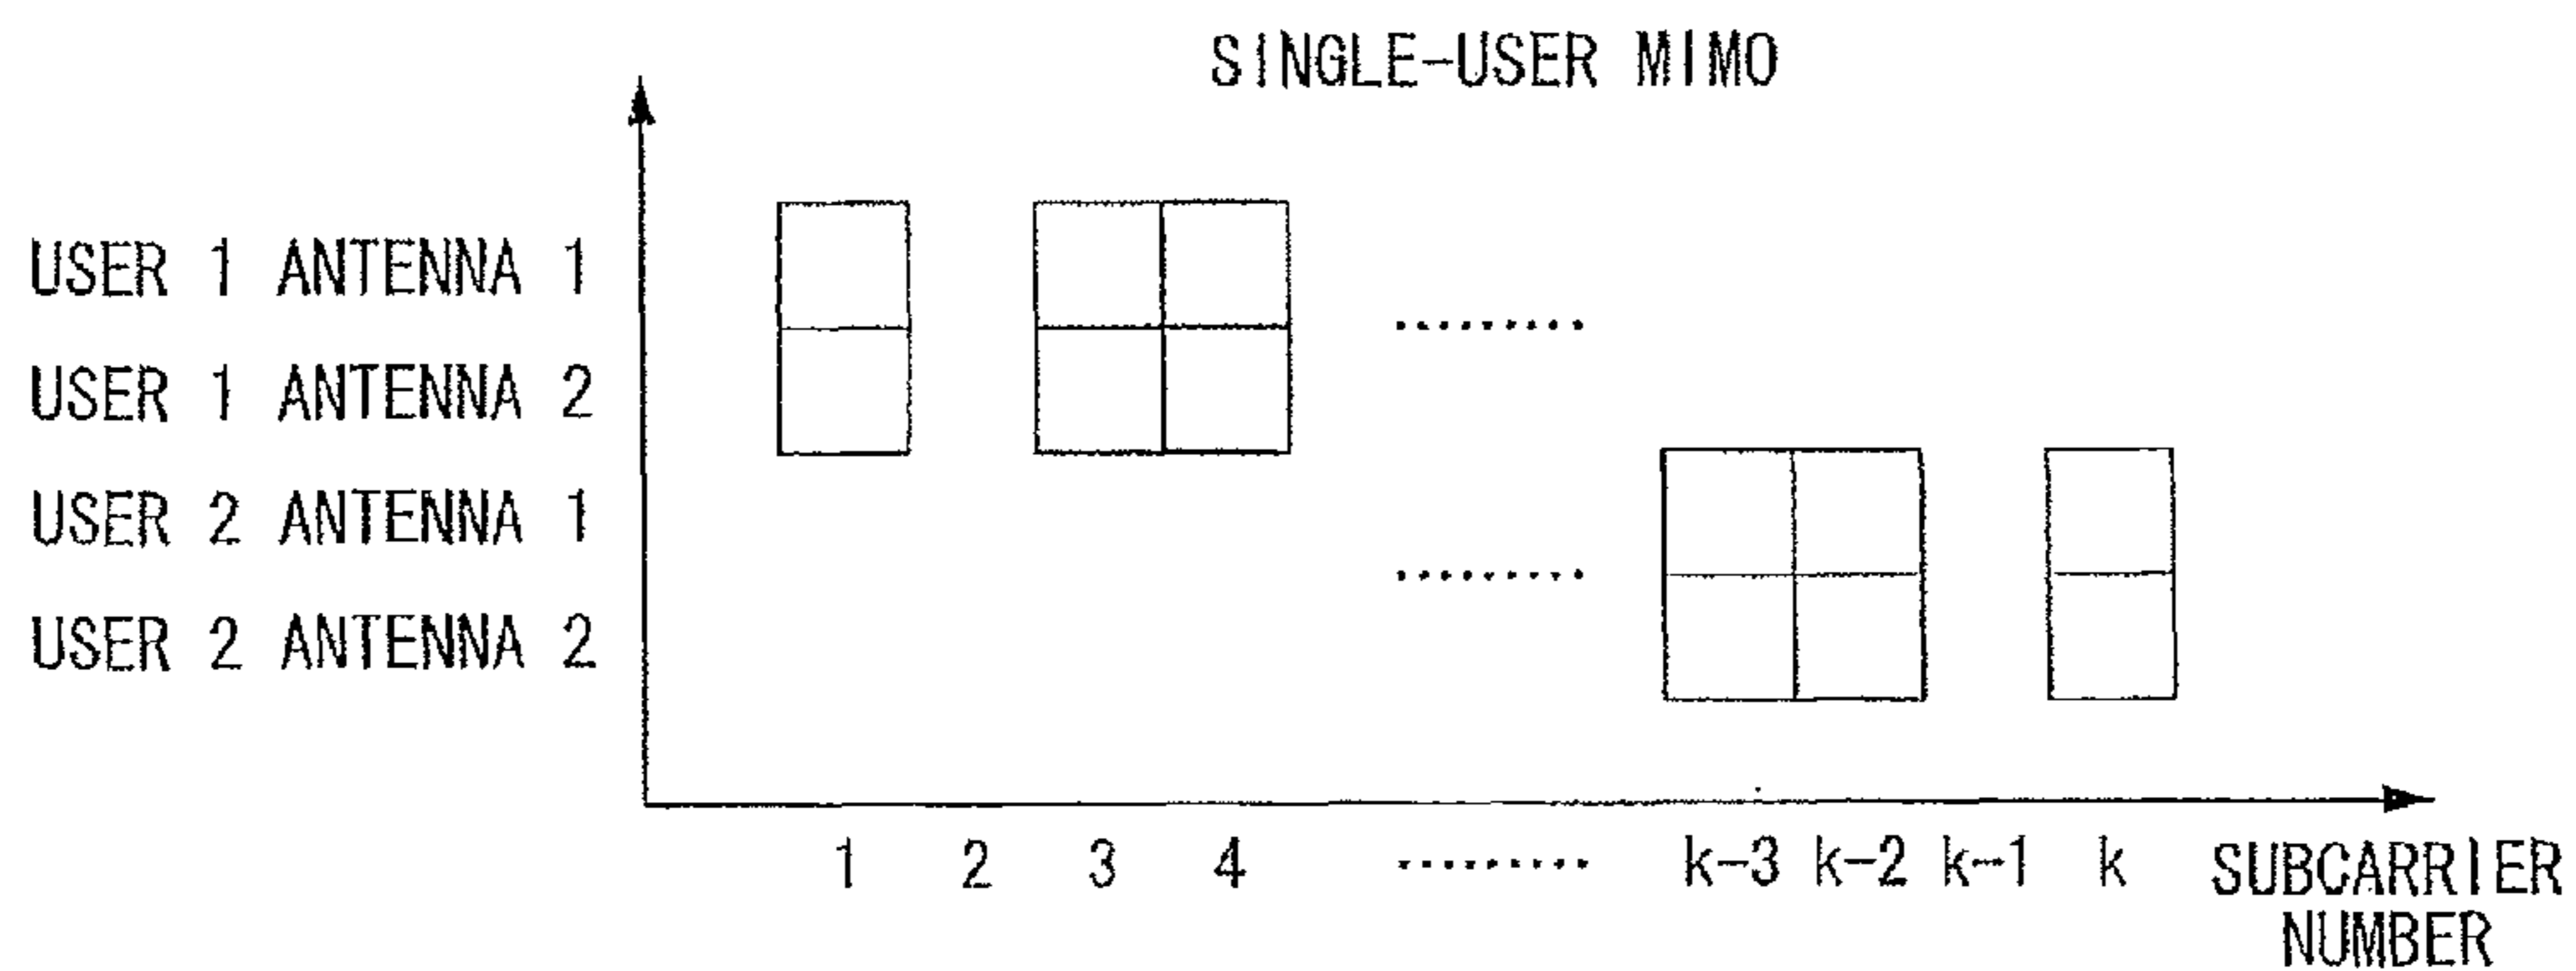 SINGLE-USER MIMO
USER 1 ANTENNA 1
USER 1 ANTENNA 2
USER 2 ANTENNA 1
USER 2 ANTENNA 2
1 2 3 4 ········· k-3 k-2 k-1 k SUBCARRIER
NUMBER